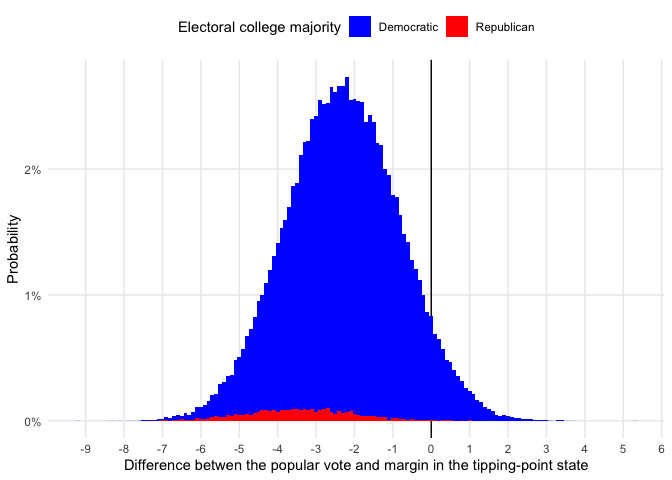 Electoral college majority Democratic Republican
Probability
2%
1%
0%
-9 -8 -7 -6 -5 -4 -3 -2 -1 0 1 2 3 4 5 6
Difference betwen the popular vote and margin in the tipping-point state